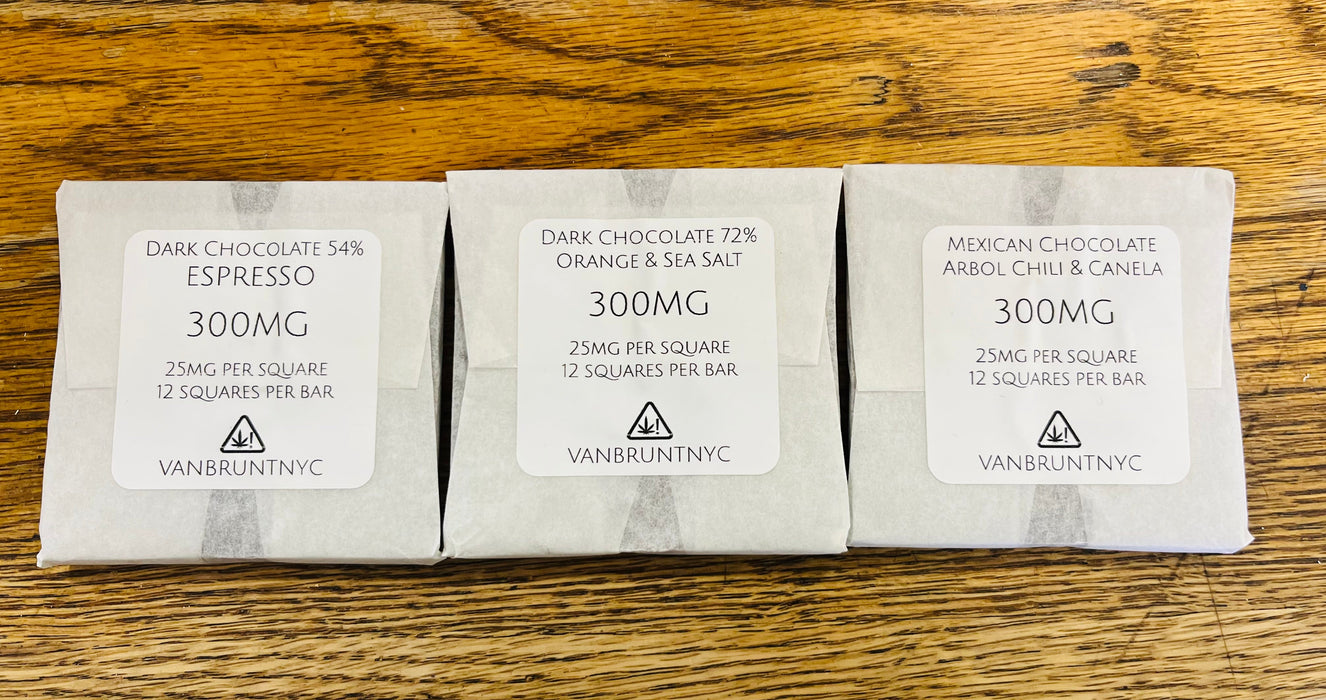 DARK CHOCOLATE 54%
ESPRESSO
300MG
25MG PER SQUARE
12 SQUARES PER BAR
!
VANBRUNTNYC
DARK CHOCOLATE 72%
ORANGE & SEA SALT
300MG
25MG PER SQUARE
12 SQUARES PER BAR
!
VANBRUNTNYC
MEXICAN CHOCOLATE
ARBOL CHILI & CANELA
300MG
25MG PER SQUARE
12 SQUARES PER BAR
!
VANBRUNTNYC